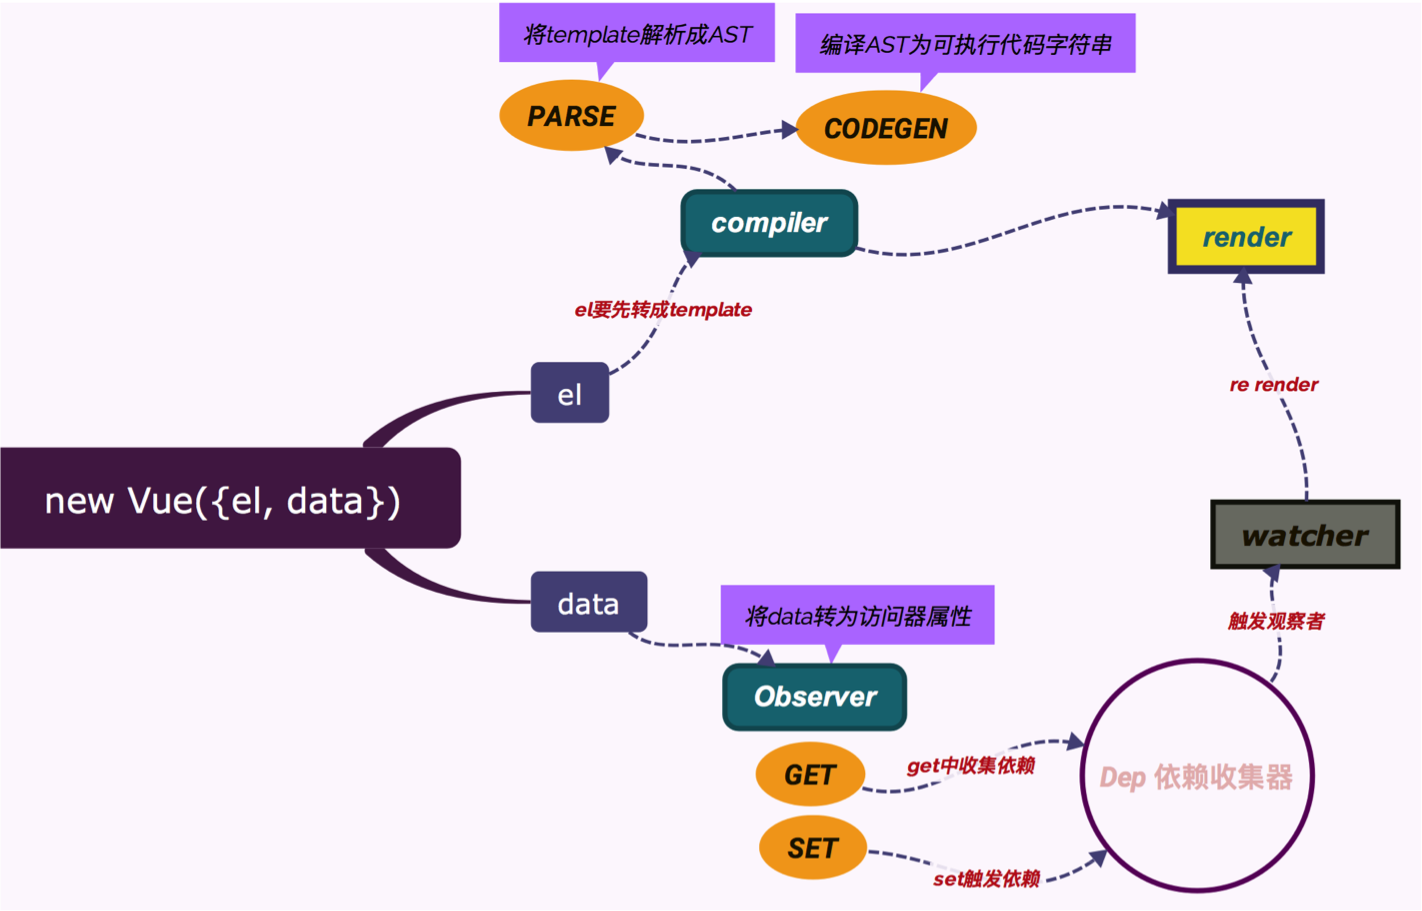 将template解析成AST
编译AST为可执行代码字符串
PARSE
CODEGEN
compiler
render
el要先转成template
re render
el
new Vue({el, data})
watcher
data
将data转为访问器属性
触发观察者
Observer
GET
get中收集依赖
Dep 依赖收集器
SET
set触发依赖